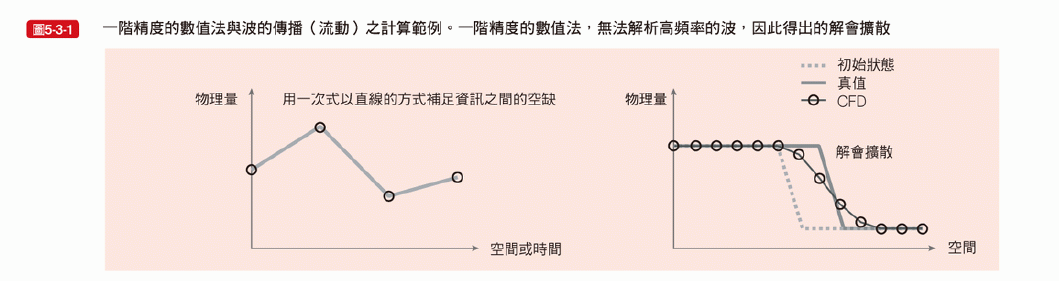 圖5-3-1
一階精度的數值法與波的傳播（流動）之計算範例。一階精度的數值法，無法解析高頻率的波，因此得出的解會擴散
物理量
用一次式以直線的方式補足資訊之間的空缺
空間或時間
物理量
初始狀態
真值
CFD
解會擴散
空間